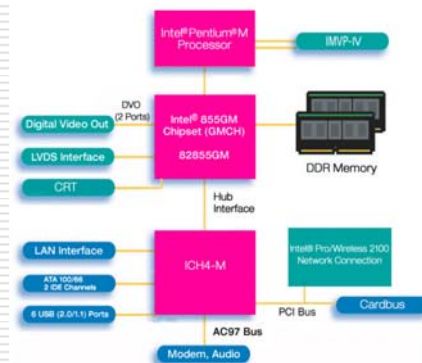 Intel® Pentium® M
Processor
IMVP-IV
DVO
(2 Ports)
Digital Video Out
Intel® 855GM
Chipset (GMCH)
82855GM
LVDS Interface
CRT
DDR Memory
Hub
Interface
LAN Interface
ICH4-M
Intel® Pro/Wireless 2100
Network Connection
ATA 100/66
2 IDE Channels
6 USB (2.0/1.1) Ports
PCI Bus
Cardbus
AC97 Bus
Modem, Audio